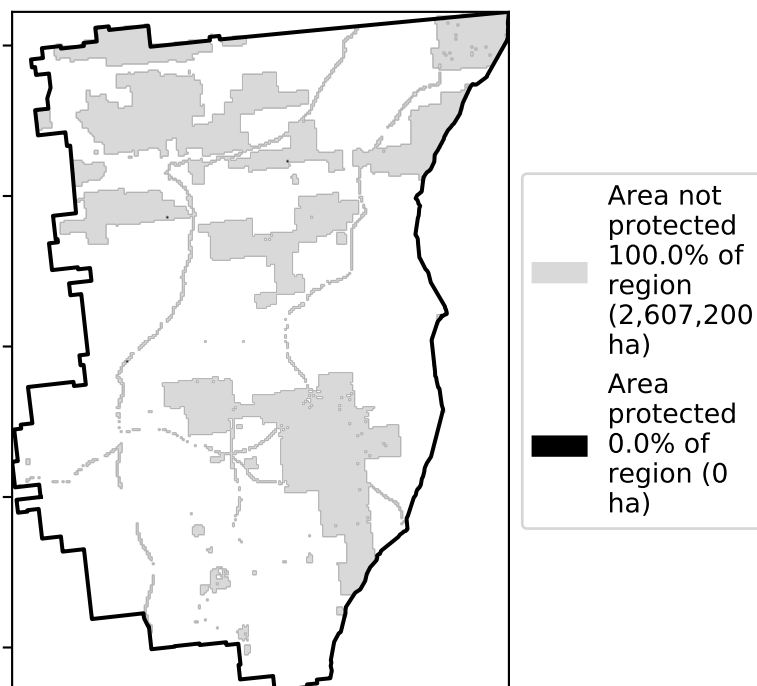 Area not
protected
100.0% of
region
(2,607,200
ha)
Area
protected
0.0% of
region (0
ha)